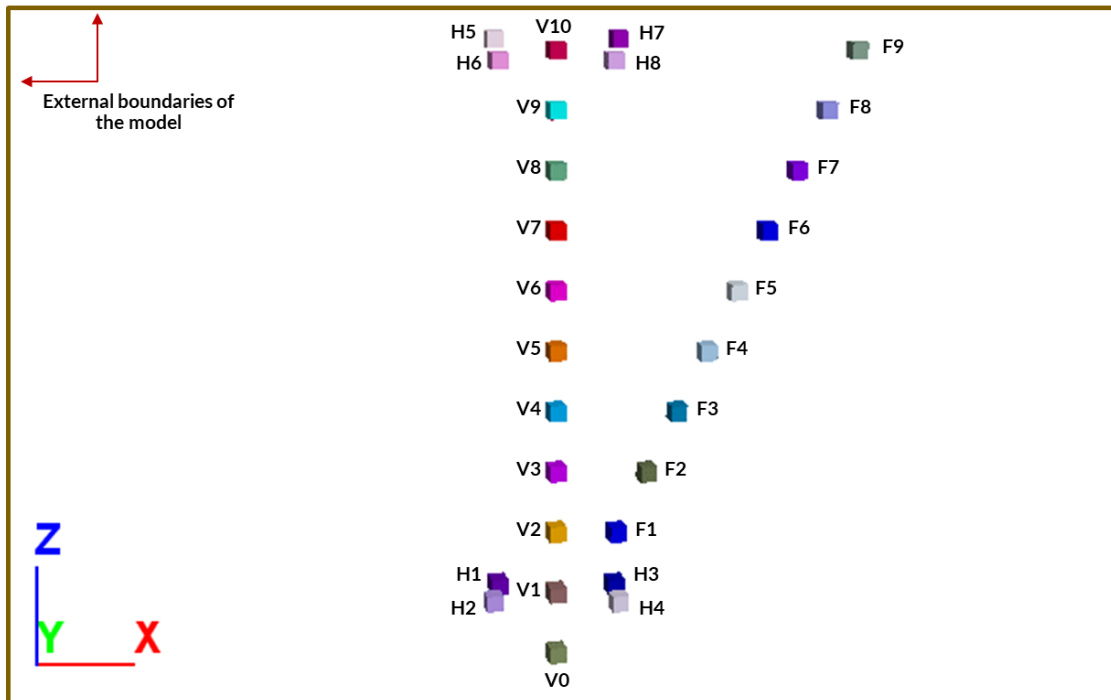 H5
V10
H7
F9
H6
H8
External boundaries of
the model
V9
F8
V8
F7
V7
F6
V6
F5
V5
F4
V4
F3
V3
F2
Z
V2
F1
H1
V1
H3
H2
H4
Y
X
V0